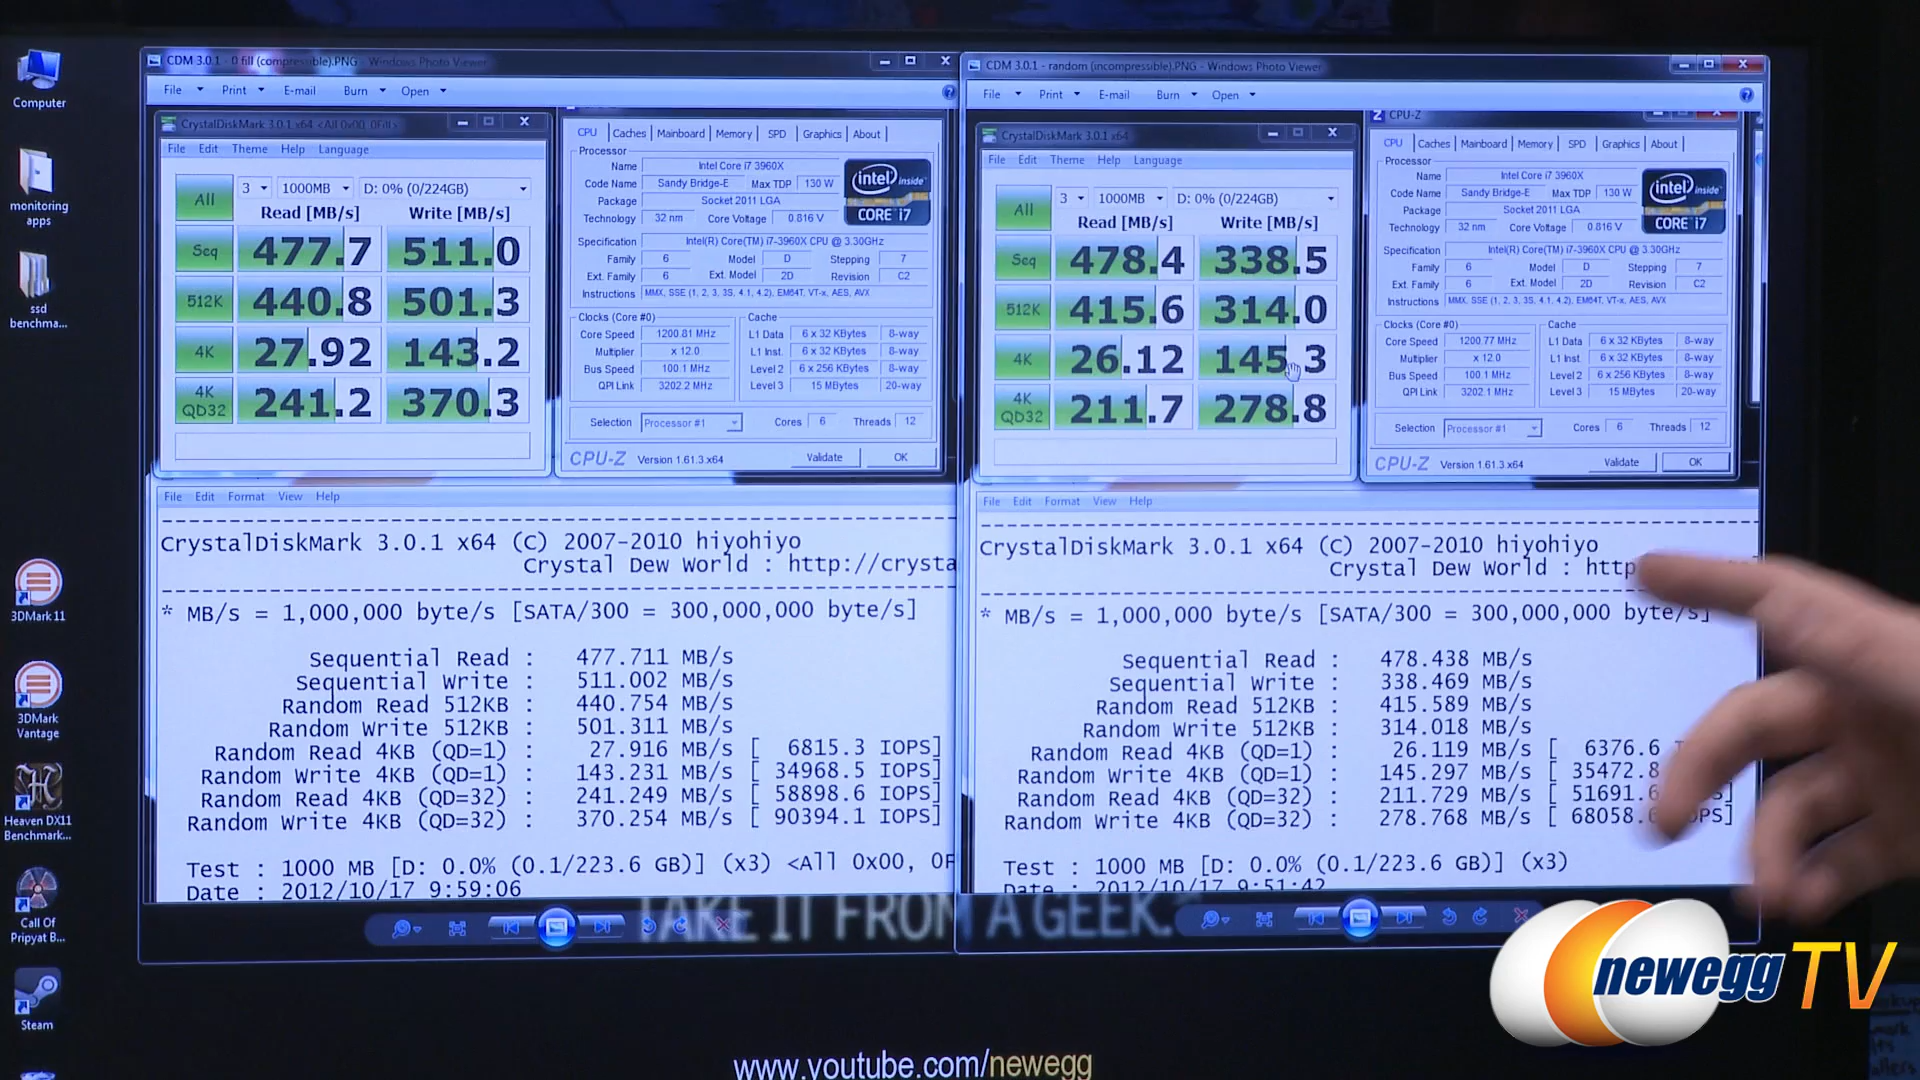 Computer
monitoring
apps
ssd
benchma...
3DMark11
3DMark
Vantage
Heaven DX11
Benchmark...
Call Of
Pripyat B...
Steam
CDM 3.0.1 - 0 fill (compressible).PNG - Windows Photo Viewer
File Print E-mail Burn Open
CrystalDiskMark 3.0.1 x64 <All 0x00, 0Fill>
File Edit Theme Help Language
All 3 1000MB D: 0% (0/224GB)
Read [MB/s] Write [MB/s]
Seq 477.7 511.0
512K 440.8 501.3
4K 27.92 143.2
4K
QD32 241.2 370.3
CPU Caches Mainboard Memory SPD Graphics About
Processor
Name Intel Core i7 3960X
Code Name Sandy Bridge-E Max TDP 130 W
Package Socket 2011 LGA
Technology 32 nm Core Voltage 0.816 V
intel inside
CORE i7
Specification Intel(R) Core(TM) i7-3960X CPU @ 3.30GHz
Family 6 Model D Stepping 7
Ext. Family 6 Ext. Model 2D Revision C2
Instructions MMX, SSE (1, 2, 3, 3S, 4.1, 4.2), EM64T, VT-x, AES, AVX
Clocks (Core #0) Cache
Core Speed 1200.81 MHz L1 Data 6 x 32 KBytes 8-way
Multiplier x 12.0 L1 Inst. 6 x 32 KBytes 8-way
Bus Speed 100.1 MHz Level 2 6 x 256 KBytes 8-way
QPI Link 3202.2 MHz Level 3 15 MBytes 20-way
Selection Processor #1 Cores 6 Threads 12
CPU-Z Version 1.61.3 x64 Validate OK
File Edit Format View Help
CrystalDiskMark 3.0.1 x64 (C) 2007-2010 hiyohiyo
Crystal Dew World : http://crysta
* MB/s = 1,000,000 byte/s [SATA/300 = 300,000,000 byte/s]
Sequential Read : 477.711 MB/s
Sequential Write : 511.002 MB/s
Random Read 512KB : 440.754 MB/s
Random Write 512KB : 501.311 MB/s
Random Read 4KB (QD=1) : 27.916 MB/s [ 6815.3 IOPS]
Random Write 4KB (QD=1) : 143.231 MB/s [ 34968.5 IOPS]
Random Read 4KB (QD=32) : 241.249 MB/s [ 58898.6 IOPS]
Random Write 4KB (QD=32) : 370.254 MB/s [ 90394.1 IOPS]
Test : 1000 MB [D: 0.0% (0.1/223.6 GB)] (x3) <All 0x00, 0F
Date : 2012/10/17 9:59:06
CDM 3.0.1 - random (incompressible).PNG - Windows Photo Viewer
File Print E-mail Burn Open
CrystalDiskMark 3.0.1 x64
File Edit Theme Help Language
All 3 1000MB D: 0% (0/224GB)
Read [MB/s] Write [MB/s]
Seq 478.4 338.5
512K 415.6 314.0
4K 26.12 145.3
4K
QD32 211.7 278.8
CPU-Z
CPU Caches Mainboard Memory SPD Graphics About
Processor
Name Intel Core i7 3960X
Code Name Sandy Bridge-E Max TDP 130 W
Package Socket 2011 LGA
Technology 32 nm Core Voltage 0.816 V
intel inside
CORE i7
Specification Intel(R) Core(TM) i7-3960X CPU @ 3.30GHz
Family 6 Model D Stepping 7
Ext. Family 6 Ext. Model 2D Revision C2
Instructions MMX, SSE (1, 2, 3, 3S, 4.1, 4.2), EM64T, VT-x, AES, AVX
Clocks (Core #0) Cache
Core Speed 1200.77 MHz L1 Data 6 x 32 KBytes 8-way
Multiplier x 12.0 L1 Inst. 6 x 32 KBytes 8-way
Bus Speed 100.1 MHz Level 2 6 x 256 KBytes 8-way
QPI Link 3202.1 MHz Level 3 15 MBytes 20-way
Selection Processor #1 Cores 6 Threads 12
CPU-Z Version 1.61.3 x64 Validate OK
File Edit Format View Help
CrystalDiskMark 3.0.1 x64 (C) 2007-2010 hiyohiyo
Crystal Dew World : http
* MB/s = 1,000,000 byte/s [SATA/300 = 300,000,000 byte/s]
Sequential Read : 478.438 MB/s
Sequential Write : 338.469 MB/s
Random Read 512KB : 415.589 MB/s
Random Write 512KB : 314.018 MB/s
Random Read 4KB (QD=1) : 26.119 MB/s [ 6376.6
Random Write 4KB (QD=1) : 145.297 MB/s [ 35472.8
Random Read 4KB (QD=32) : 211.729 MB/s [ 51691.6
Random Write 4KB (QD=32) : 278.768 MB/s [ 68058.6 IOPS]
Test : 1000 MB [D: 0.0% (0.1/223.6 GB)] (x3)
Date : 2012/10/17 9:51:42
TAKE IT FROM A GEEK.
newegg TV
www.youtube.com/newegg